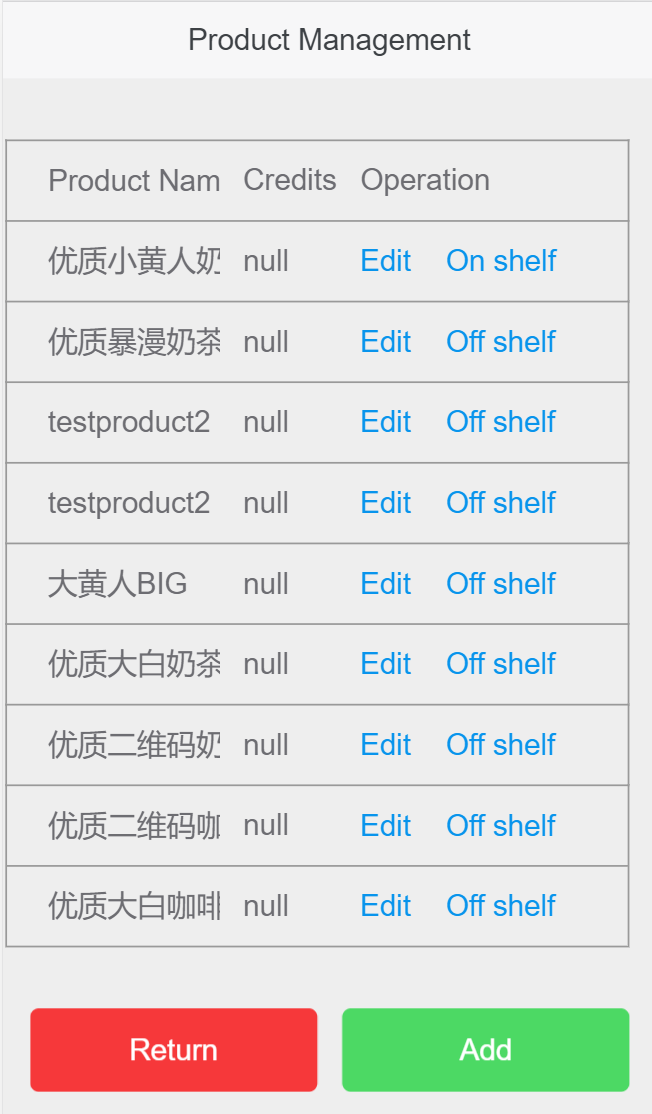 Product Management
Product Nam Credits Operation
优质小黄人奶 null Edit On shelf
优质暴漫奶茶 null Edit Off shelf
testproduct2 null Edit Off shelf
testproduct2 null Edit Off shelf
大黄人BIG null Edit Off shelf
优质大白奶茶 null Edit Off shelf
优质二维码奶 null Edit Off shelf
优质二维码咖 null Edit Off shelf
优质大白咖啡 null Edit Off shelf
Return Add